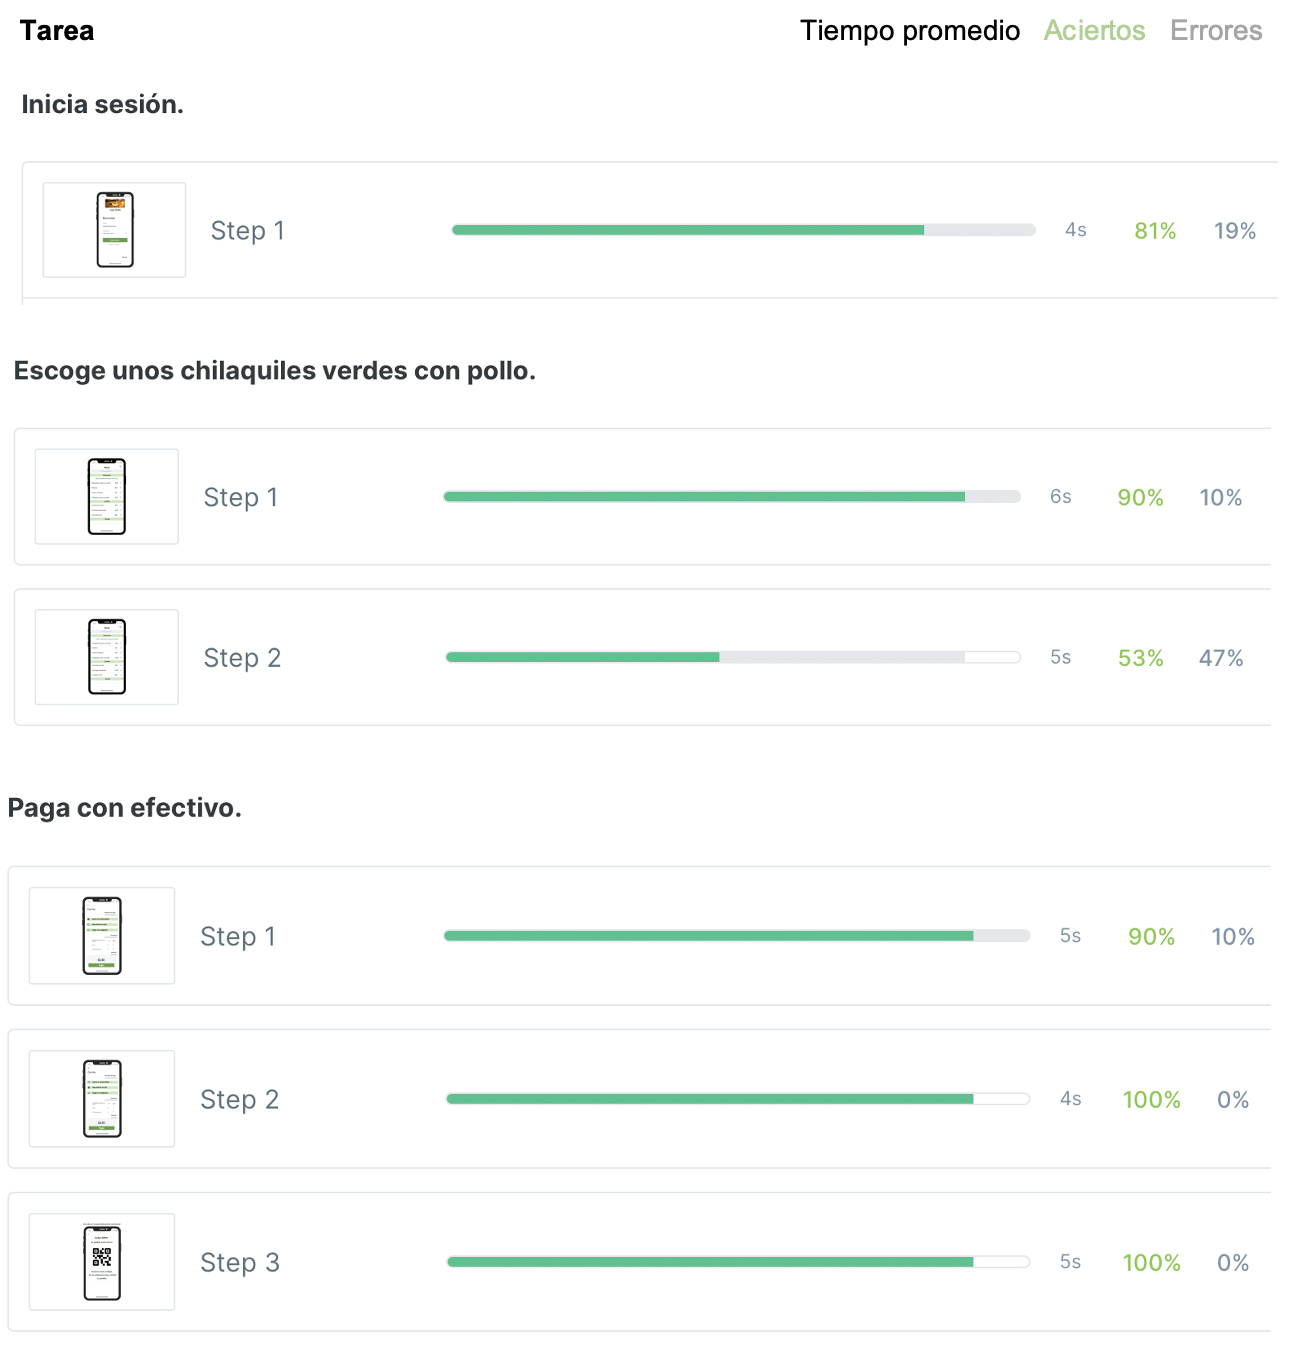 Tarea Tiempo promedio Aciertos Errores
Inicia sesión.
Step 1 4s 81% 19%
Escoge unos chilaquiles verdes con pollo.
Step 1 6s 90% 10%
Step 2 5s 53% 47%
Paga con efectivo.
Step 1 5s 90% 10%
Step 2 4s 100% 0%
Step 3 5s 100% 0%